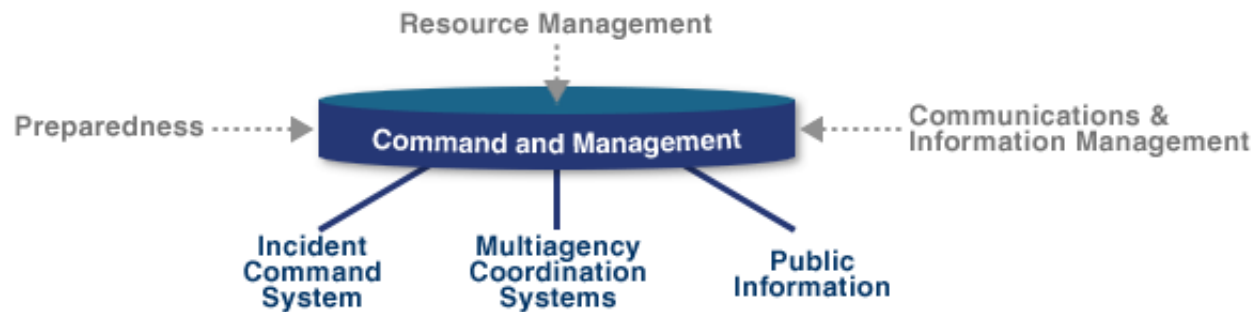 Resource Management
Preparedness
Command and Management
Communications &
Information Management
Incident
Command
System
Multiagency
Coordination
Systems
Public
Information